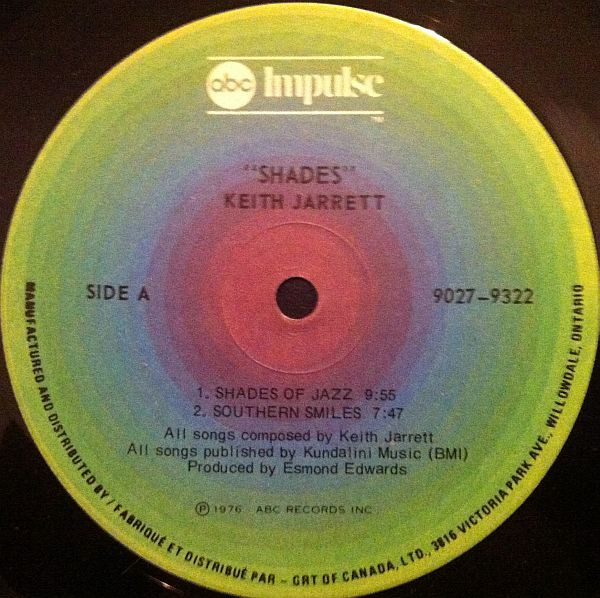 abc Impulse
TM
"SHADES"
KEITH JARRETT
SIDE A
9027-9322
1. SHADES OF JAZZ 9:55
2. SOUTHERN SMILES 7:47
All songs composed by Keith Jarrett
All songs published by Kundalini Music (BMI)
Produced by Esmond Edwards
℗ 1976 ABC RECORDS INC
MANUFACTURED AND DISTRIBUTED BY / FABRIQUÉ ET DISTRIBUÉ PAR - GRT OF CANADA, LTD., 3816 VICTORIA PARK AVE., WILLOWDALE, ONTARIO